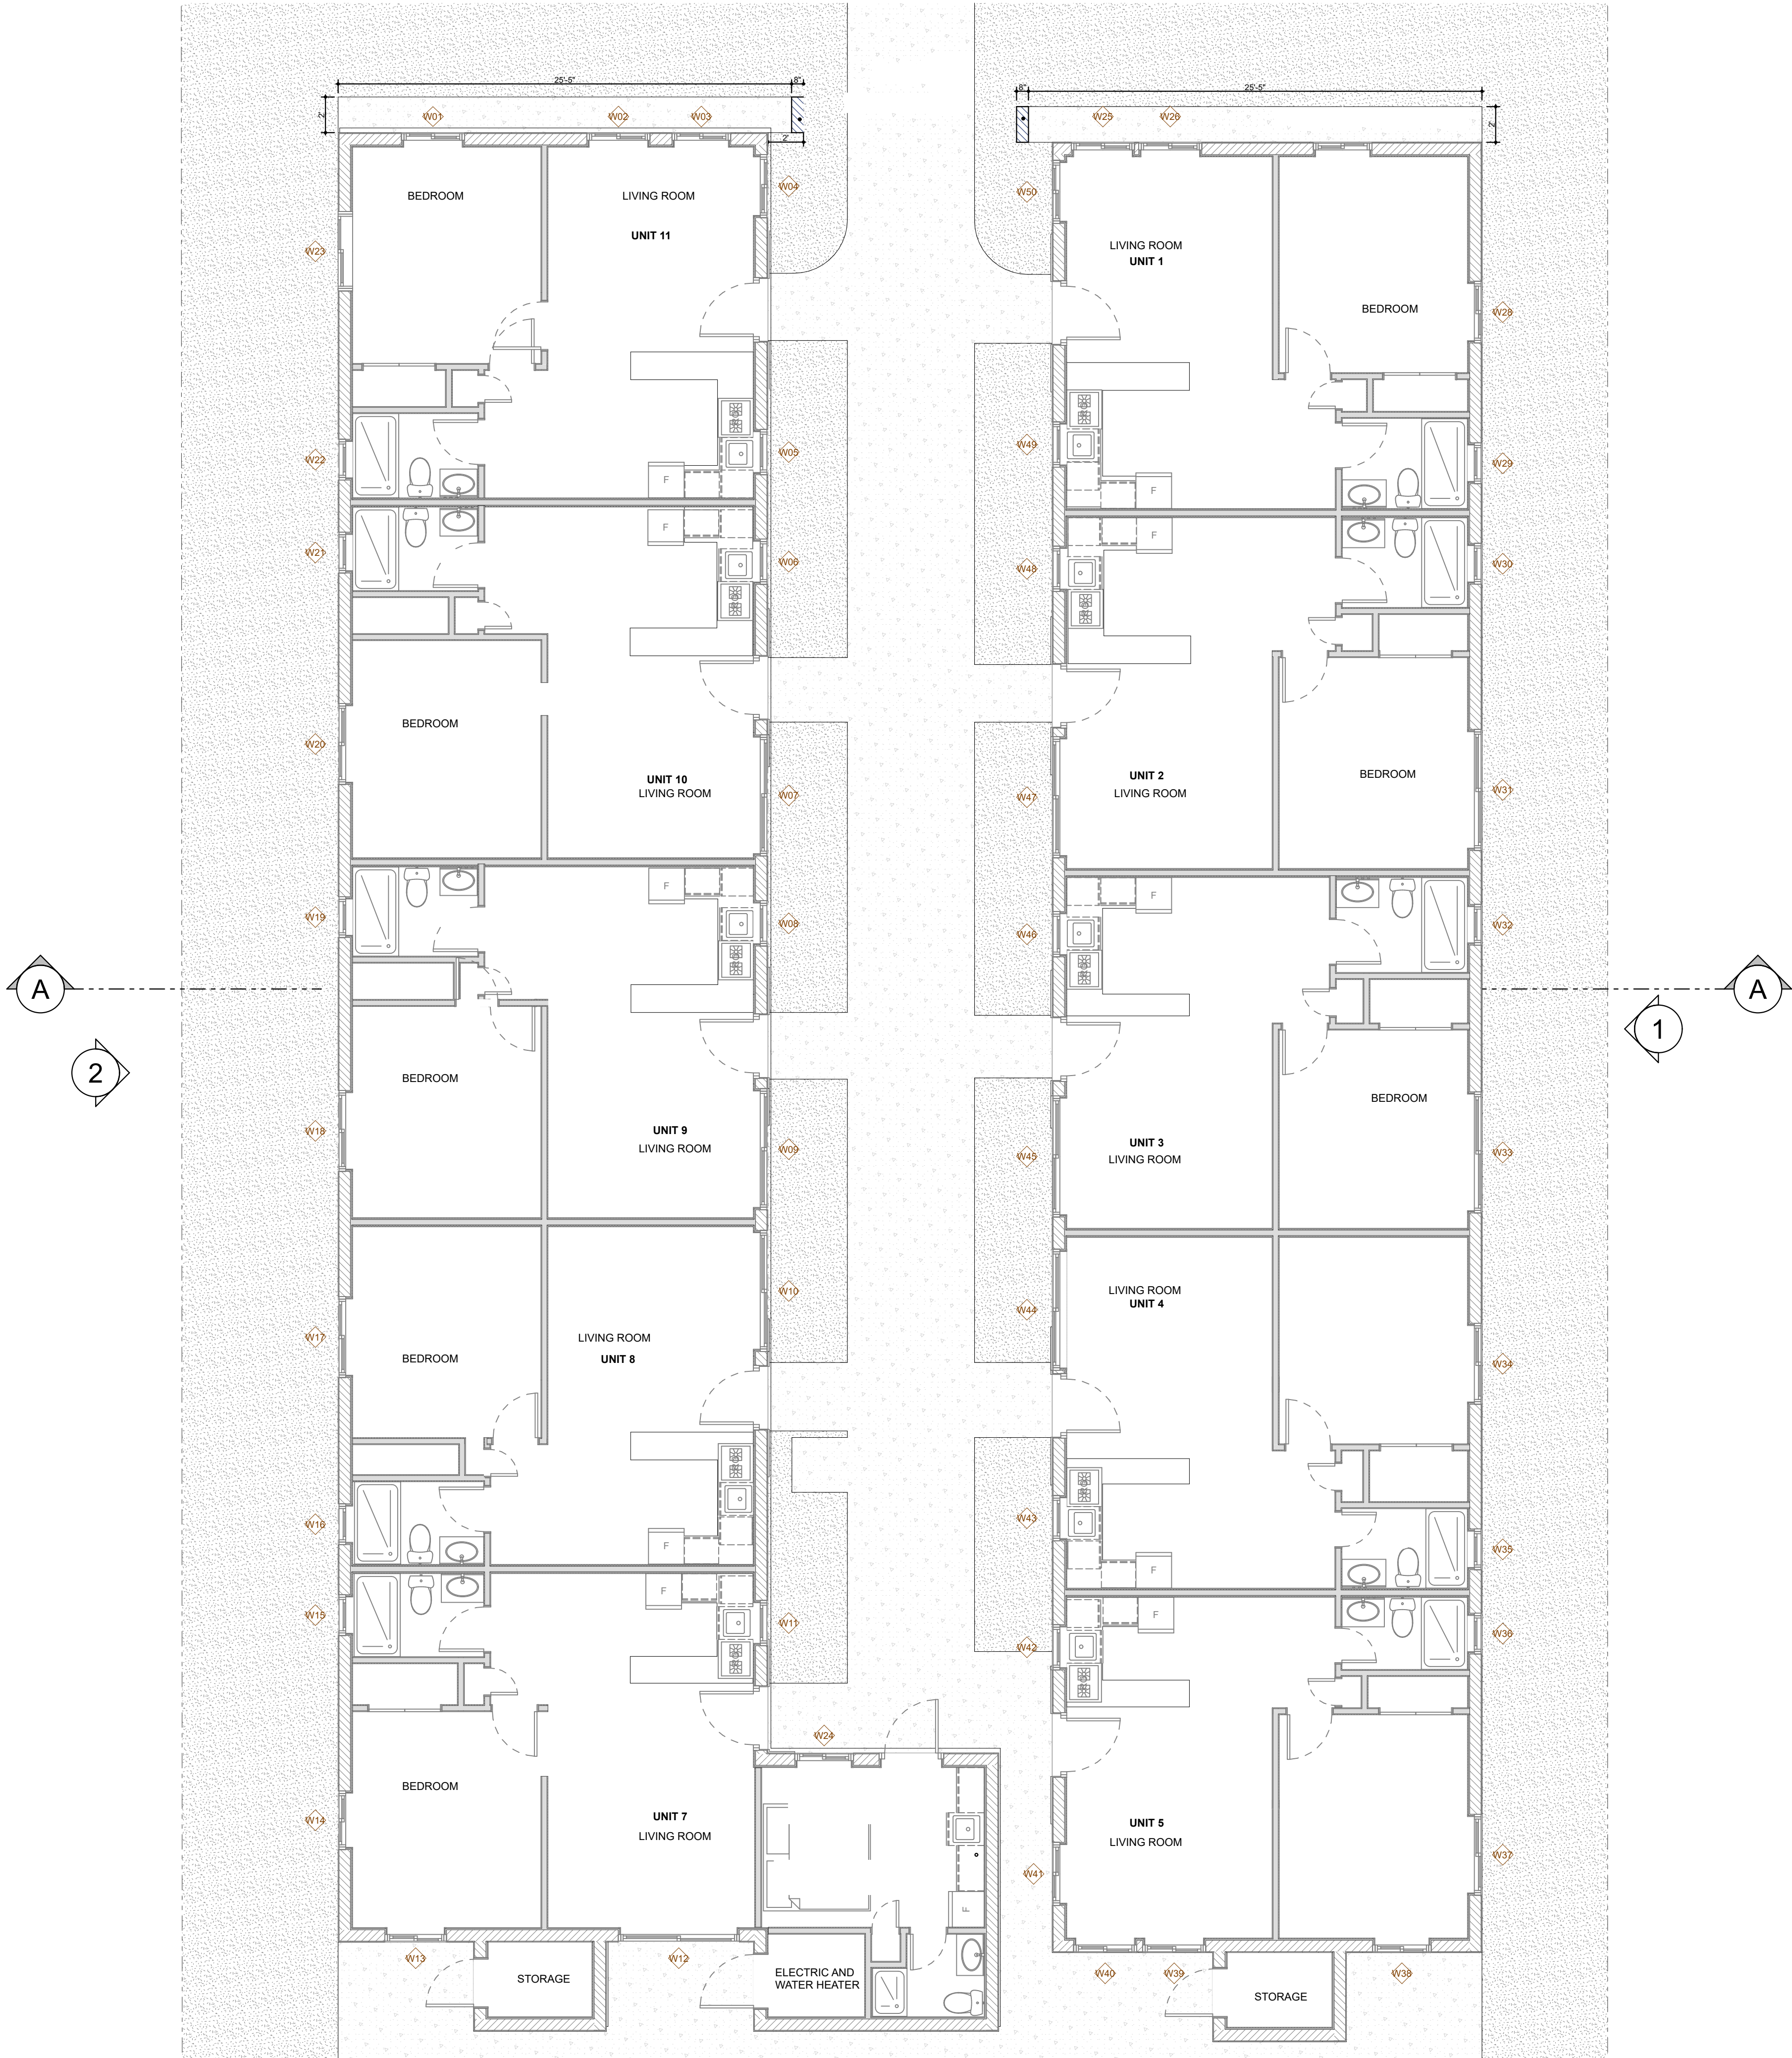 25'-5"
8"
8"
25'-5"
2'
2'
2'
W01
W02
W03
W25
W26
W04
W50
BEDROOM
LIVING ROOM
UNIT 11
W23
LIVING ROOM
UNIT 1
BEDROOM
W28
W22
W05
W49
W29
F
F
W21
F
W06
W48
F
W30
W20
BEDROOM
UNIT 10
LIVING ROOM
W07
W47
UNIT 2
LIVING ROOM
BEDROOM
W31
F
F
W19
W08
W46
W32
A
A
2
1
BEDROOM
BEDROOM
W18
UNIT 9
LIVING ROOM
W09
W45
UNIT 3
LIVING ROOM
W33
W10
W44
LIVING ROOM
UNIT 4
W17
BEDROOM
LIVING ROOM
UNIT 8
W34
W16
F
W43
F
W35
W15
F
W11
W42
F
W36
W24
BEDROOM
W14
UNIT 7
LIVING ROOM
W41
UNIT 5
LIVING ROOM
W37
F
W13
W12
W40
W39
W38
STORAGE
ELECTRIC AND
WATER HEATER
STORAGE